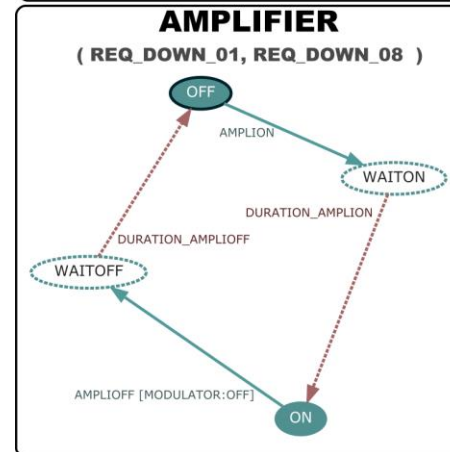 AMPLIFIER
( REQ_DOWN_01, REQ_DOWN_08 )
OFF
AMPLION
WAITON
DURATION_AMPLION
DURATION_AMPLIOFF
WAITOFF
AMPLIOFF [MODULATOR:OFF]
ON